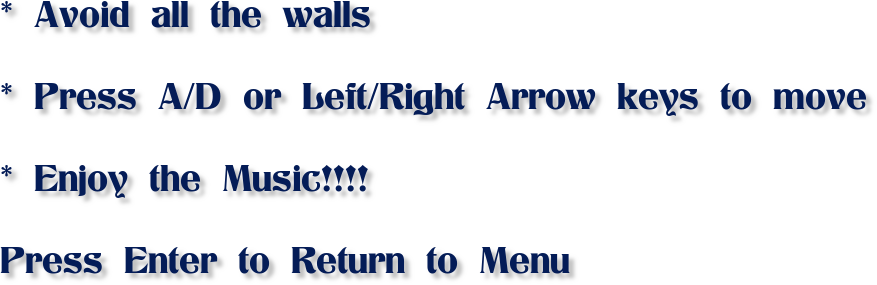 * Avoid all the walls
* Press A/D or Left/Right Arrow keys to move
* Enjoy the Music!!!!
Press Enter to Return to Menu